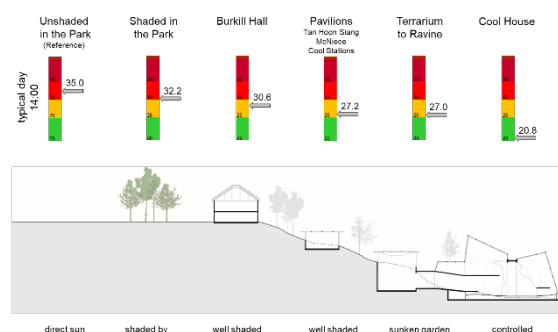 Unshaded
in the Park
(Reference)
Shaded in
the Park
Burkill Hall
Pavilions
Tan Hoon Siang
McNiece
Cool Stations
Terrarium
to Ravine
Cool House
typical day
14:00
35.0
32.2
30.6
27.2
27.0
20.8
direct sun
shaded by
well shaded
well shaded
sunken garden
controlled